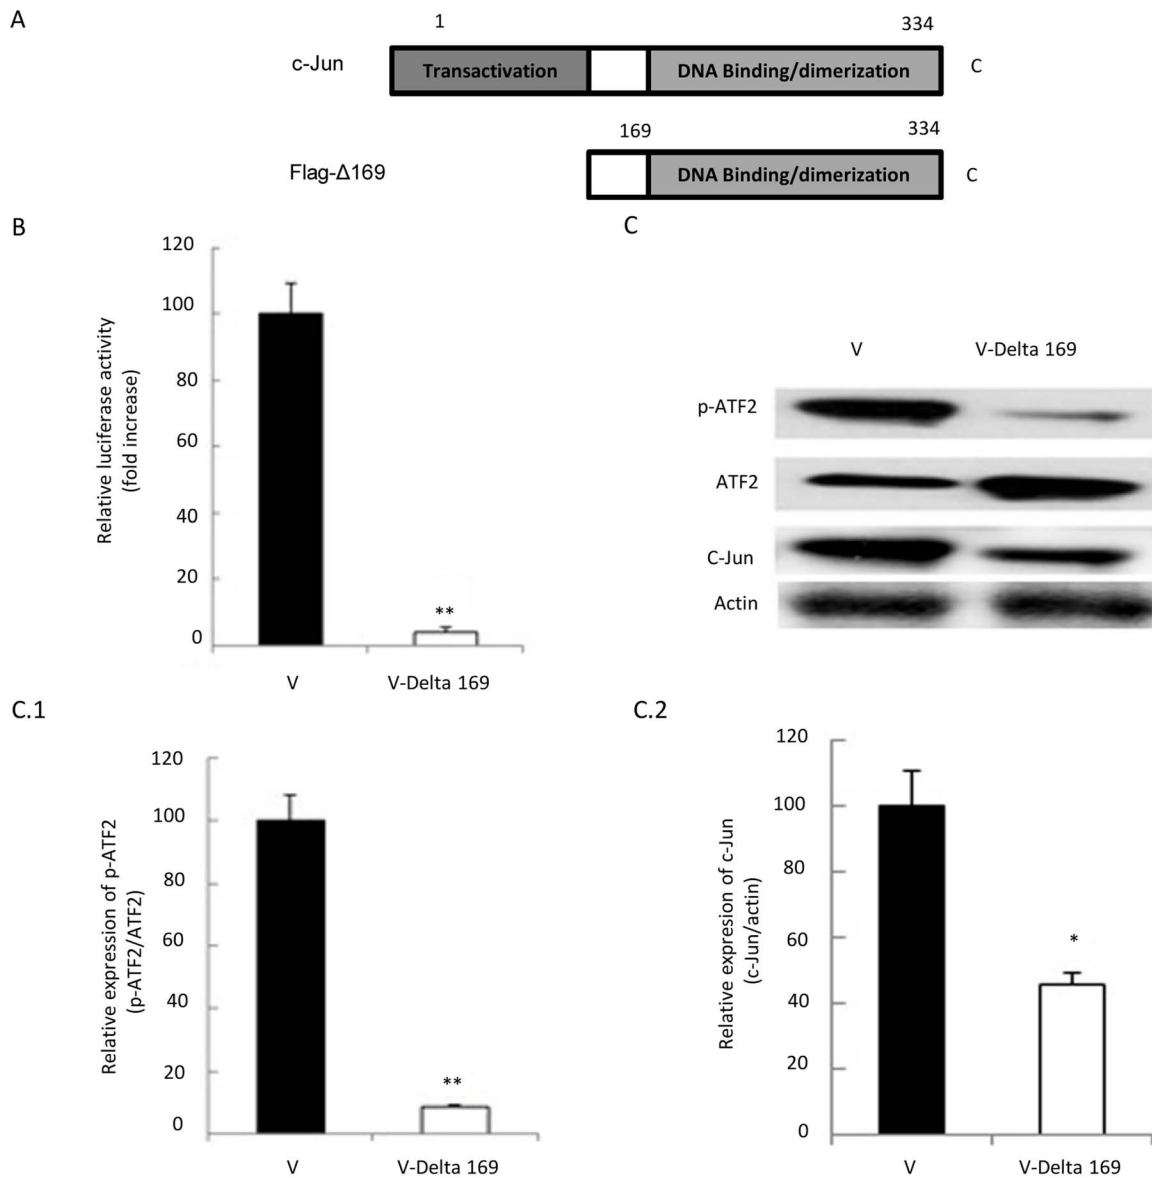 A
1
334
c-Jun
Transactivation
DNA Binding/dimerization
C
169
334
Flag-Δ169
DNA Binding/dimerization
C
B
120
100
80
60
40
20
0
Relative luciferase activity
(fold increase)
**
V
V-Delta 169
C
V
V-Delta 169
p-ATF2
ATF2
C-Jun
Actin
C.1
120
100
80
60
40
20
0
Relative expression of p-ATF2
(p-ATF2/ATF2)
**
V
V-Delta 169
C.2
120
100
80
60
40
20
0
Relative expresion of c-Jun
(c-Jun/actin)
*
V
V-Delta 169